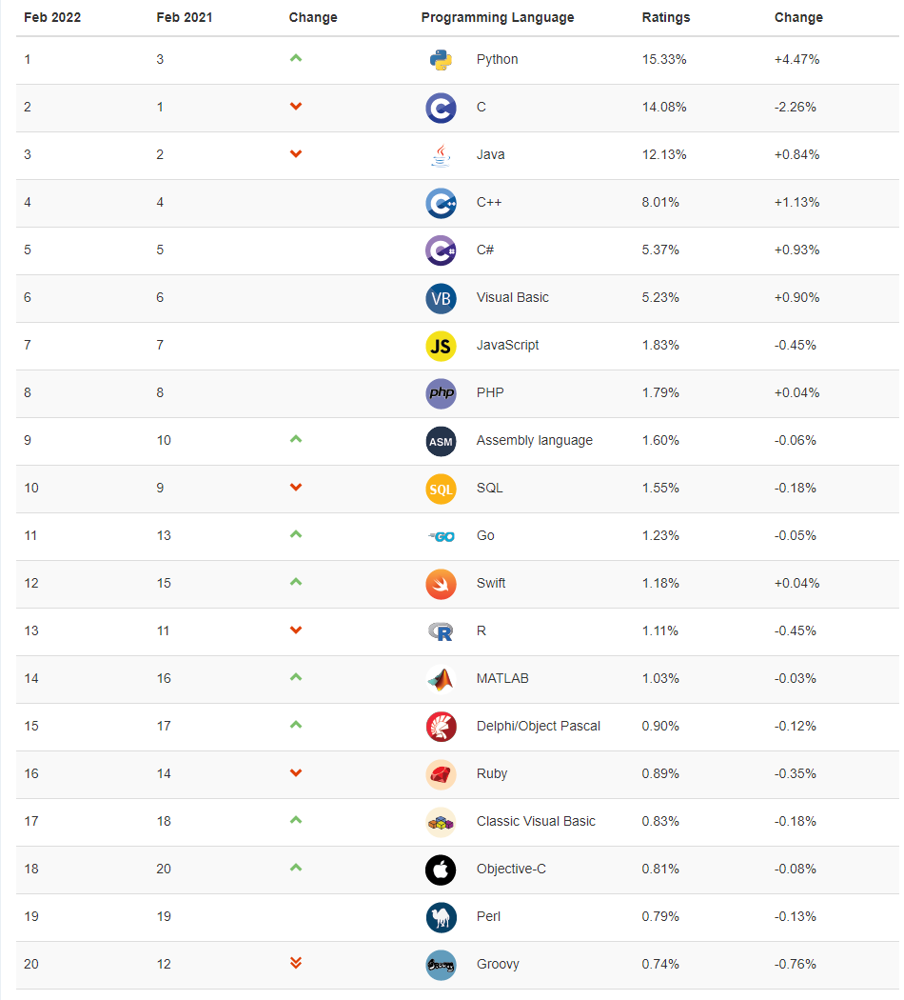 Feb 2022 Feb 2021 Change Programming Language Ratings Change
1 3 Python 15.33% +4.47%
2 1 C C 14.08% -2.26%
3 2 Java 12.13% +0.84%
4 4 C++ C++ 8.01% +1.13%
5 5 C# C# 5.37% +0.93%
6 6 VB Visual Basic 5.23% +0.90%
7 7 JS JavaScript 1.83% -0.45%
8 8 php PHP 1.79% +0.04%
9 10 ASM Assembly language 1.60% -0.06%
10 9 SQL SQL 1.55% -0.18%
11 13 GO Go 1.23% -0.05%
12 15 Swift 1.18% +0.04%
13 11 R R 1.11% -0.45%
14 16 MATLAB 1.03% -0.03%
15 17 Delphi/Object Pascal 0.90% -0.12%
16 14 Ruby 0.89% -0.35%
17 18 Classic Visual Basic 0.83% -0.18%
18 20 Objective-C 0.81% -0.08%
19 19 Perl 0.79% -0.13%
20 12 Groovy 0.74% -0.76%